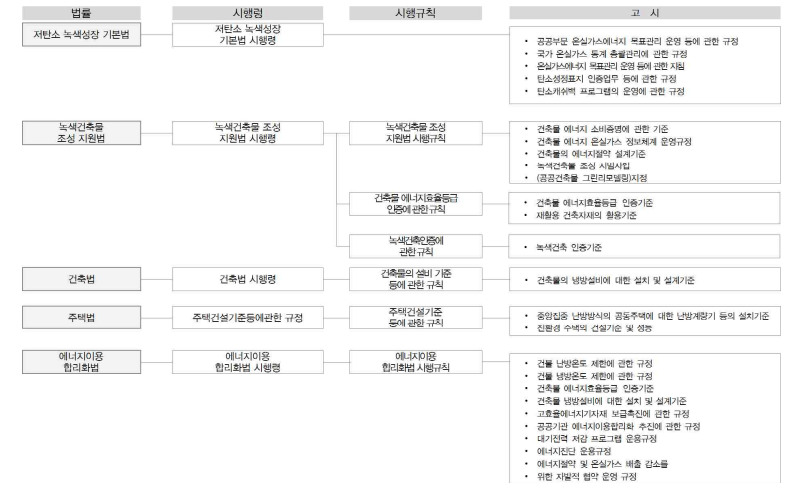 법률 시행령 시행규칙 고 시
저탄소 녹색성장 기본법
저탄소 녹색성장
기본법 시행령
• 공공부문 온실가스에너지 목표관리 운영 등에 관한 규정
• 국가 온실가스 통계 총괄관리에 관한 규정
• 온실가스에너지 목표관리 운영 등에 관한 지침
• 탄소성정표지 인증업무 등에 관한 규정
• 탄소캐쉬백 프로그램의 운영에 관한 규정
녹색건축물
조성 지원법
녹색건축물 조성
지원법 시행령
녹색건축물 조성
지원법 시행규칙
• 건축물 에너지 소비증명에 관한 기준
• 건축물 에너지 온실가스 정보체계 운영규정
• 건축물의 에너지절약 설계기준
• 녹색건축물 조성 시범사업
• (공공건축물 그린리모델링)지정
건축물 에너지효율등급
인증에 관한 규칙
• 건축물 에너지효율등급 인증기준
• 재활용 건축자재의 활용기준
녹색건축인증에
관한 규칙
• 녹색건축 인증기준
건축법
건축법 시행령
건축물의 설비 기준
등에 관한 규칙
• 건축물의 냉방설비에 대한 설치 및 설계기준
주택법
주택건설기준등에관한 규정
주택건설기준
등에 관한 규칙
• 중앙집중 난방방식의 공동주택에 대한 난방계량기 등의 설치기준
• 친환경 주택의 건설기준 및 성능
에너지이용
합리화법
에너지이용
합리화법 시행령
에너지이용
합리화법 시행규칙
• 건물 난방온도 제한에 관한 규정
• 건물 냉방온도 제한에 관한 규정
• 건축물 에너지효율등급 인증기준
• 건축물 냉방설비에 대한 설치 및 설계기준
• 고효율에너지기자재 보급촉진에 관한 규정
• 공공기관 에너지이용합리화 추진에 관한 규정
• 대기전력 저감 프로그램 운용규정
• 에너지진단 운용규정
• 에너지절약 및 온실가스 배출 감소를
• 위한 자발적 협약 운영 규정